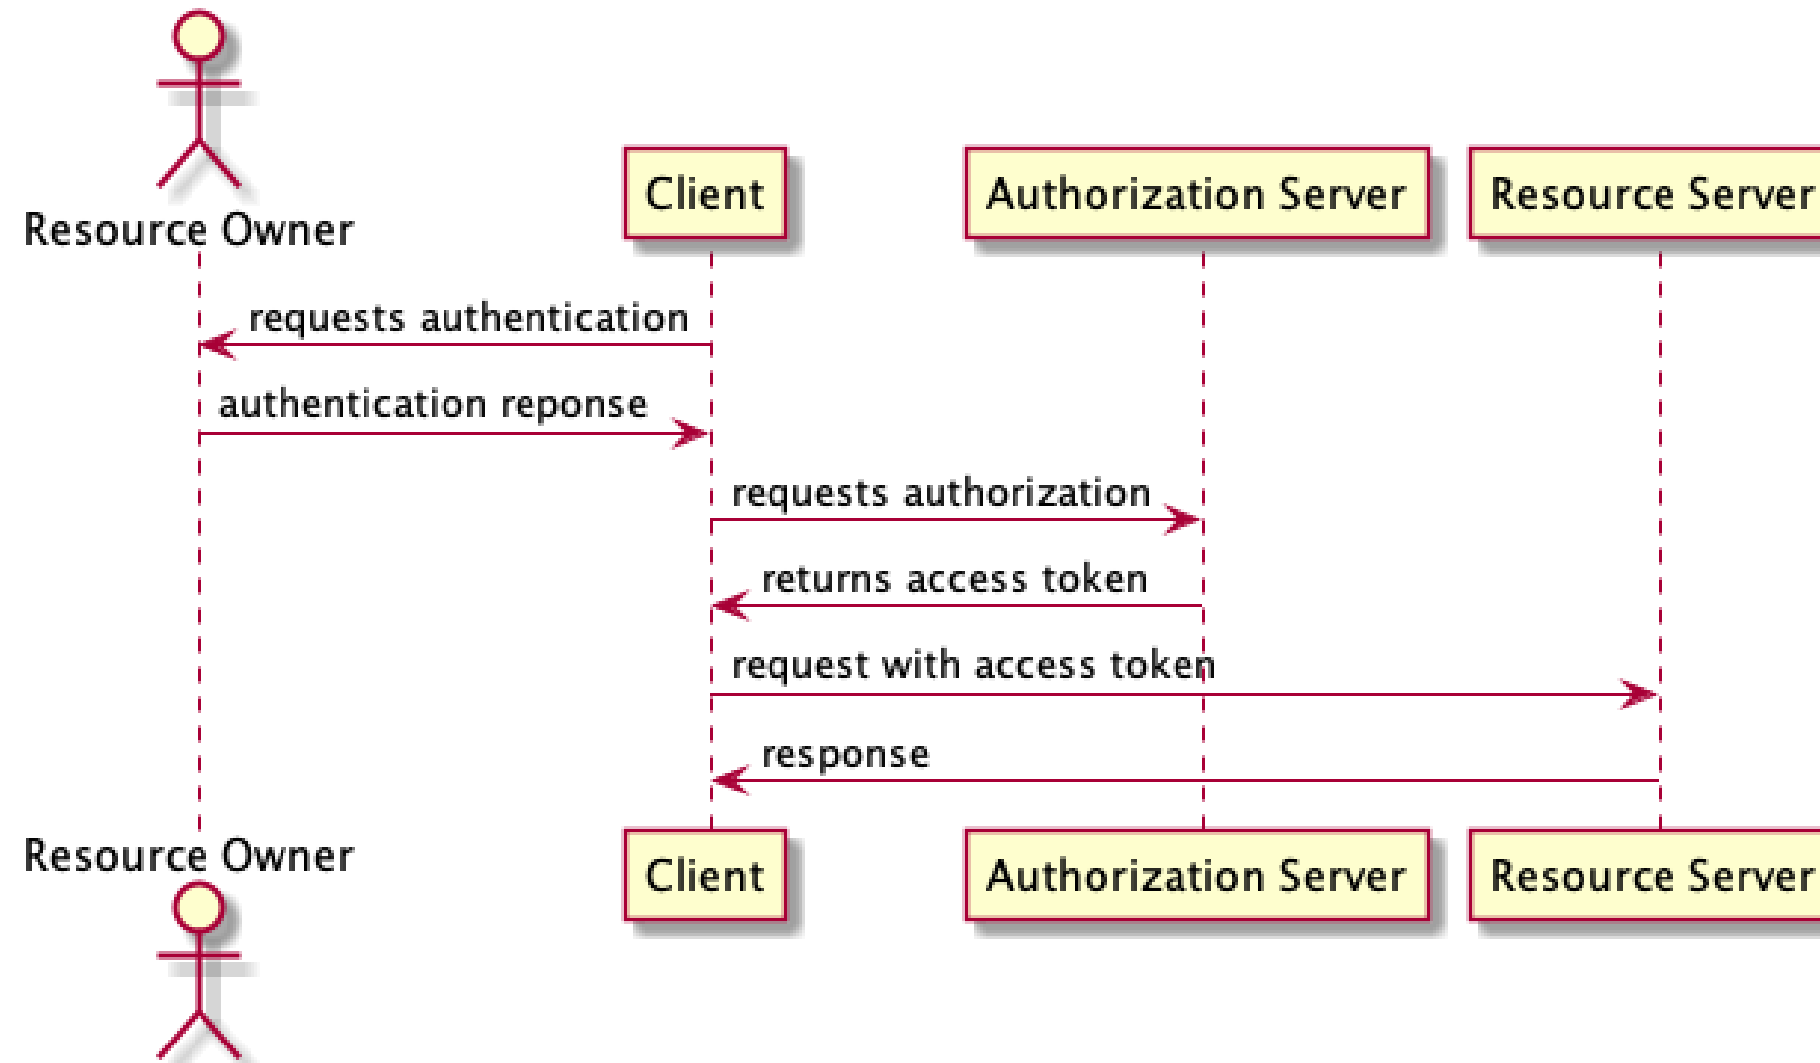 Resource Owner
Client
Authorization Server
Resource Server
requests authentication
authentication reponse
requests authorization
returns access token
request with access token
response
Resource Owner
Client
Authorization Server
Resource Server